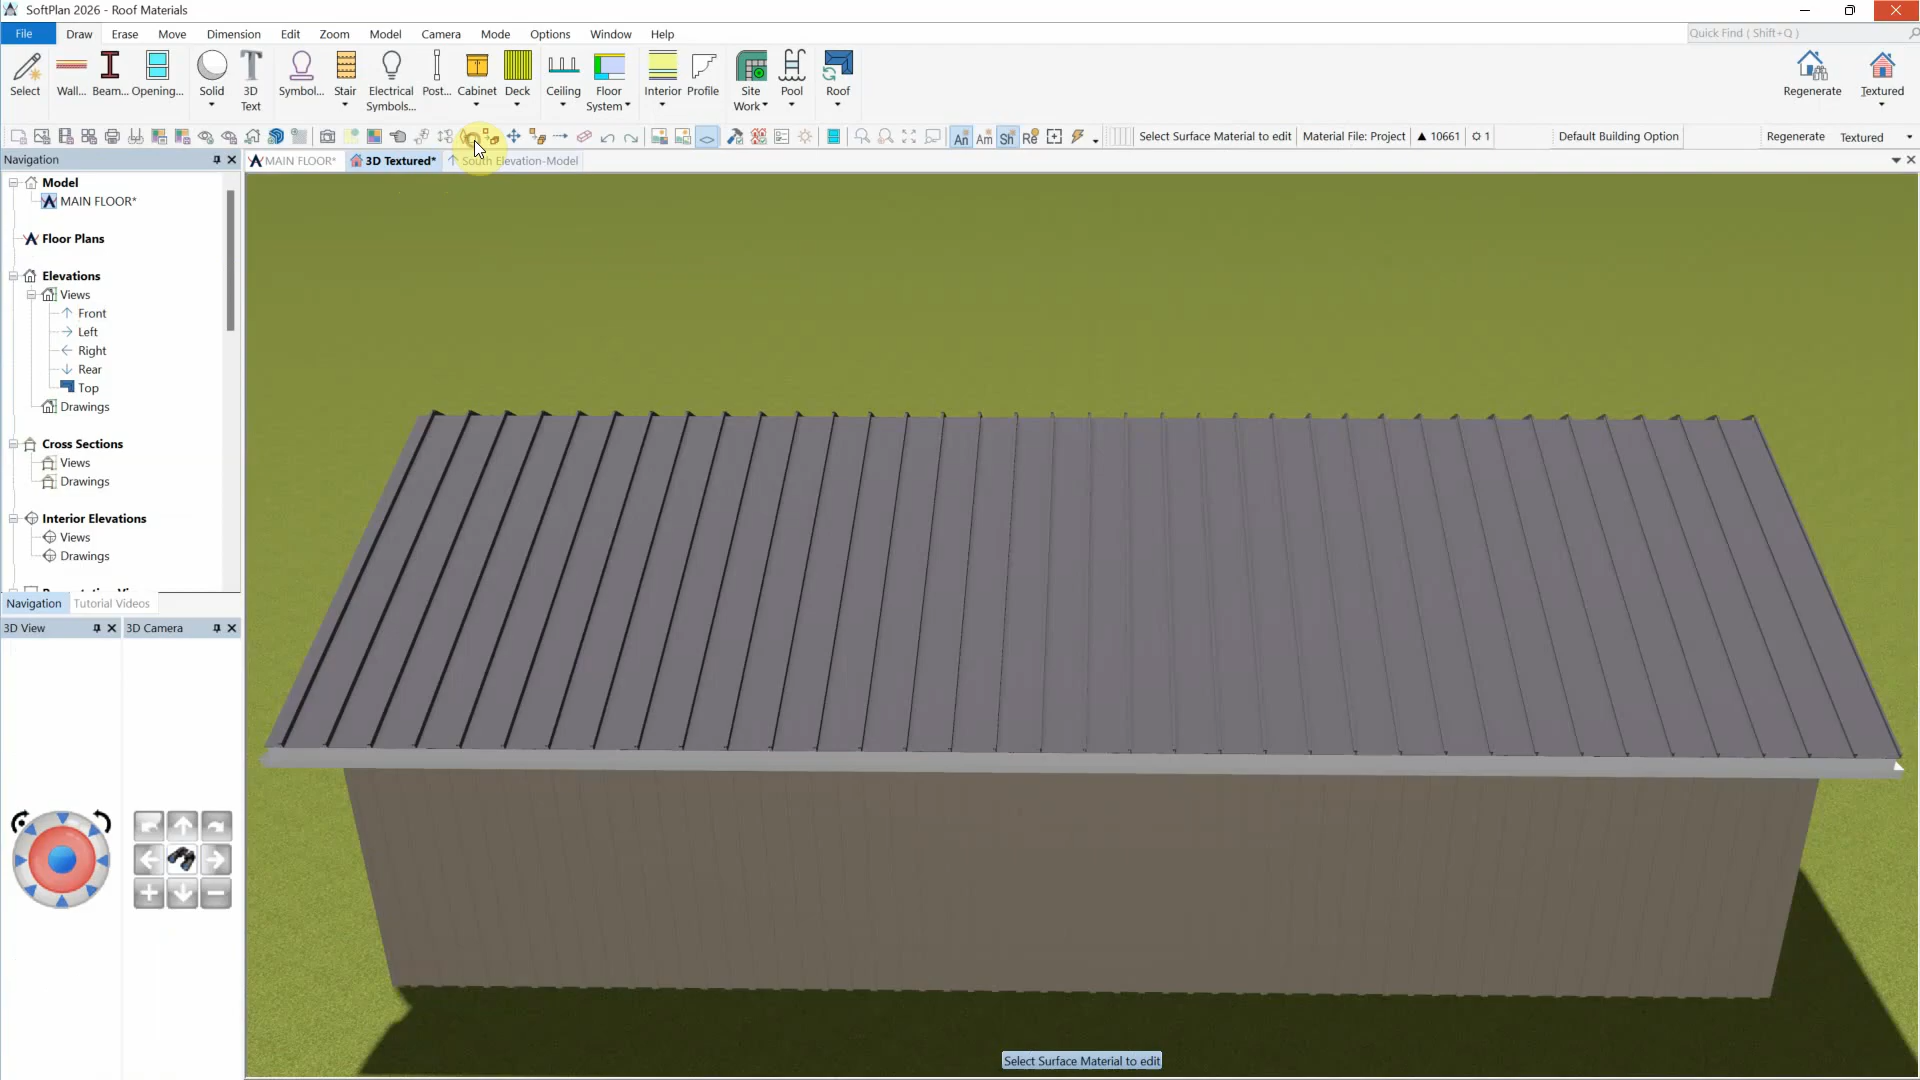 SoftPlan 2026 - Roof Materials
File Draw Erase Move Dimension Edit Zoom Model Camera Mode Options Window Help
Quick Find ( Shift+Q )
Select Wall... Beam... Opening... Solid 3D Text Symbol... Stair Electrical Symbols... Post... Cabinet Deck Ceiling Floor System Interior Profile Site Work Pool Roof Regenerate Textured
An Am Sh Re Select Surface Material to edit Material File: Project 10661 1 Default Building Option Regenerate Textured
Navigation
MAIN FLOOR* 3D Textured* South Elevation-Model
Model
MAIN FLOOR*
Floor Plans
Elevations
Views
Front
Left
Right
Rear
Top
Drawings
Cross Sections
Views
Drawings
Interior Elevations
Views
Drawings
Navigation Tutorial Videos
3D View 3D Camera
Select Surface Material to edit